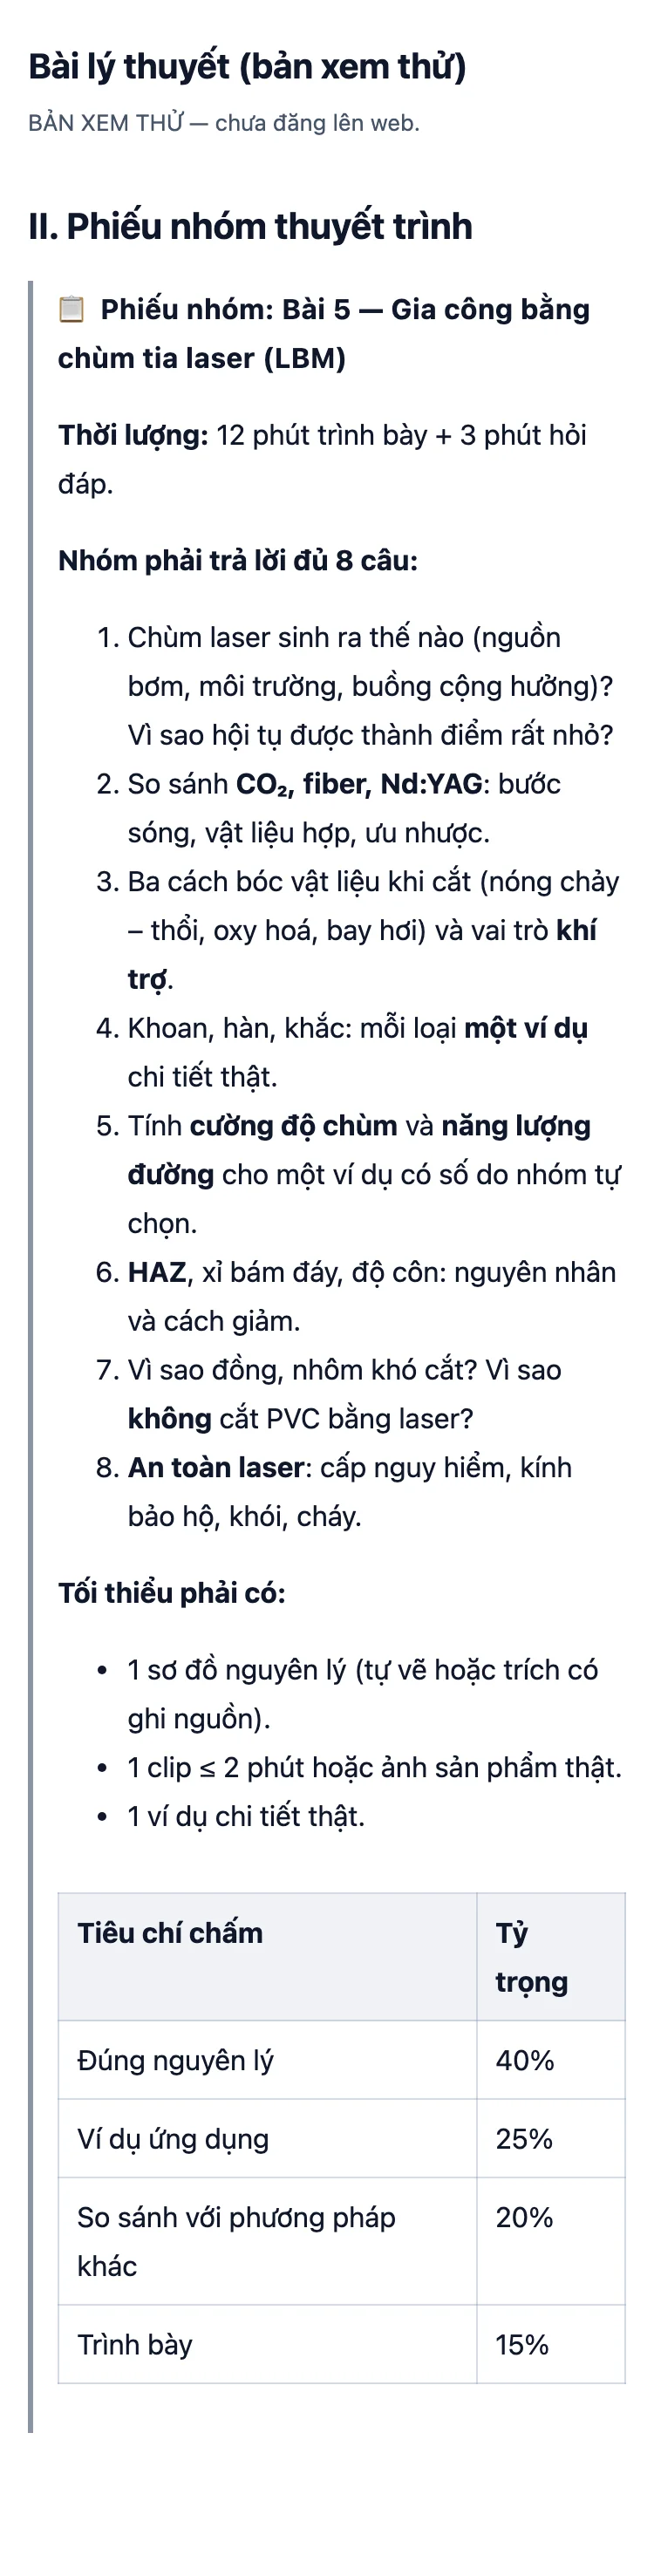 Bài lý thuyết (bản xem thử)
BẢN XEM THỬ — chưa đăng lên web.
II. Phiếu nhóm thuyết trình
📋 Phiếu nhóm: Bài 5 — Gia công bằng
chùm tia laser (LBM)
Thời lượng: 12 phút trình bày + 3 phút hỏi
đáp.
Nhóm phải trả lời đủ 8 câu:
1. Chùm laser sinh ra thế nào (nguồn
bơm, môi trường, buồng cộng hưởng)?
Vì sao hội tụ được thành điểm rất nhỏ?
2. So sánh CO₂, fiber, Nd:YAG: bước
sóng, vật liệu hợp, ưu nhược.
3. Ba cách bóc vật liệu khi cắt (nóng chảy
– thổi, oxy hoá, bay hơi) và vai trò khí
trợ.
4. Khoan, hàn, khắc: mỗi loại một ví dụ
chi tiết thật.
5. Tính cường độ chùm và năng lượng
đường cho một ví dụ có số do nhóm tự
chọn.
6. HAZ, xỉ bám đáy, độ côn: nguyên nhân
và cách giảm.
7. Vì sao đồng, nhôm khó cắt? Vì sao
không cắt PVC bằng laser?
8. An toàn laser: cấp nguy hiểm, kính
bảo hộ, khói, cháy.
Tối thiểu phải có:
• 1 sơ đồ nguyên lý (tự vẽ hoặc trích có
ghi nguồn).
• 1 clip ≤ 2 phút hoặc ảnh sản phẩm thật.
• 1 ví dụ chi tiết thật.
Tiêu chí chấm Tỷ
trọng
Đúng nguyên lý 40%
Ví dụ ứng dụng 25%
So sánh với phương pháp 20%
khác
Trình bày 15%